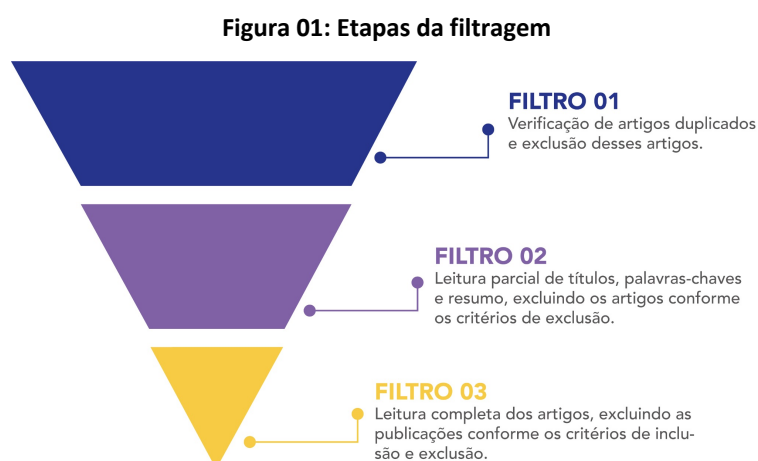 Figura 01: Etapas da filtragem
FILTRO 01
Verificação de artigos duplicados
e exclusão desses artigos.
FILTRO 02
Leitura parcial de títulos, palavras-chaves
e resumo, excluindo os artigos conforme
os critérios de exclusão.
FILTRO 03
Leitura completa dos artigos, excluindo as
publicações conforme os critérios de inclu-
são e exclusão.